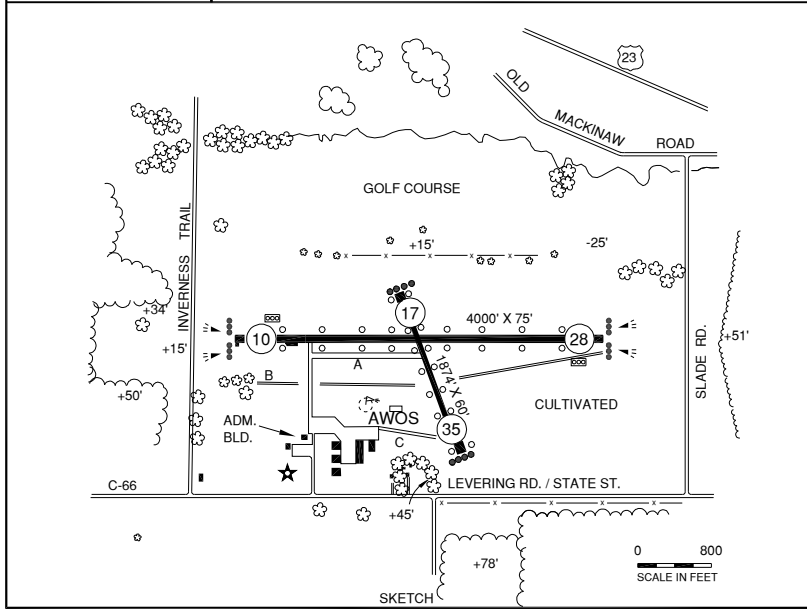 23
OLD
MACKINAW
ROAD
GOLF COURSE
INVERNESS TRAIL
+15'
-25'
+34'
17
4000' X 75'
+15'
10
28
SLADE RD.
+51'
A
1874' X 60'
B
+50'
CULTIVATED
ADM.
BLD.
AWOS
35
C
C-66
LEVERING RD. / STATE ST.
+45'
+78'
0 800
SCALE IN FEET
SKETCH